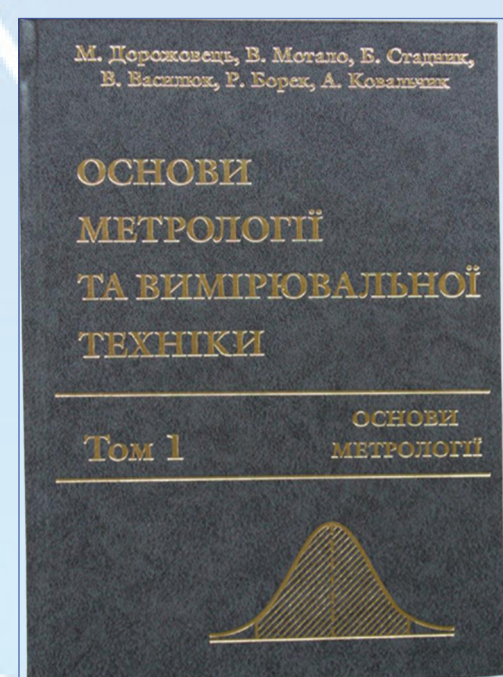 М. Дорожовець, В. Мотало, Б. Стадник,
В. Василюк, Р. Борек, А. Ковальчик
ОСНОВИ
МЕТРОЛОГІЇ
ТА ВИМІРЮВАЛЬНОЇ
ТЕХНІКИ
Том 1
ОСНОВИ
МЕТРОЛОГІЇ